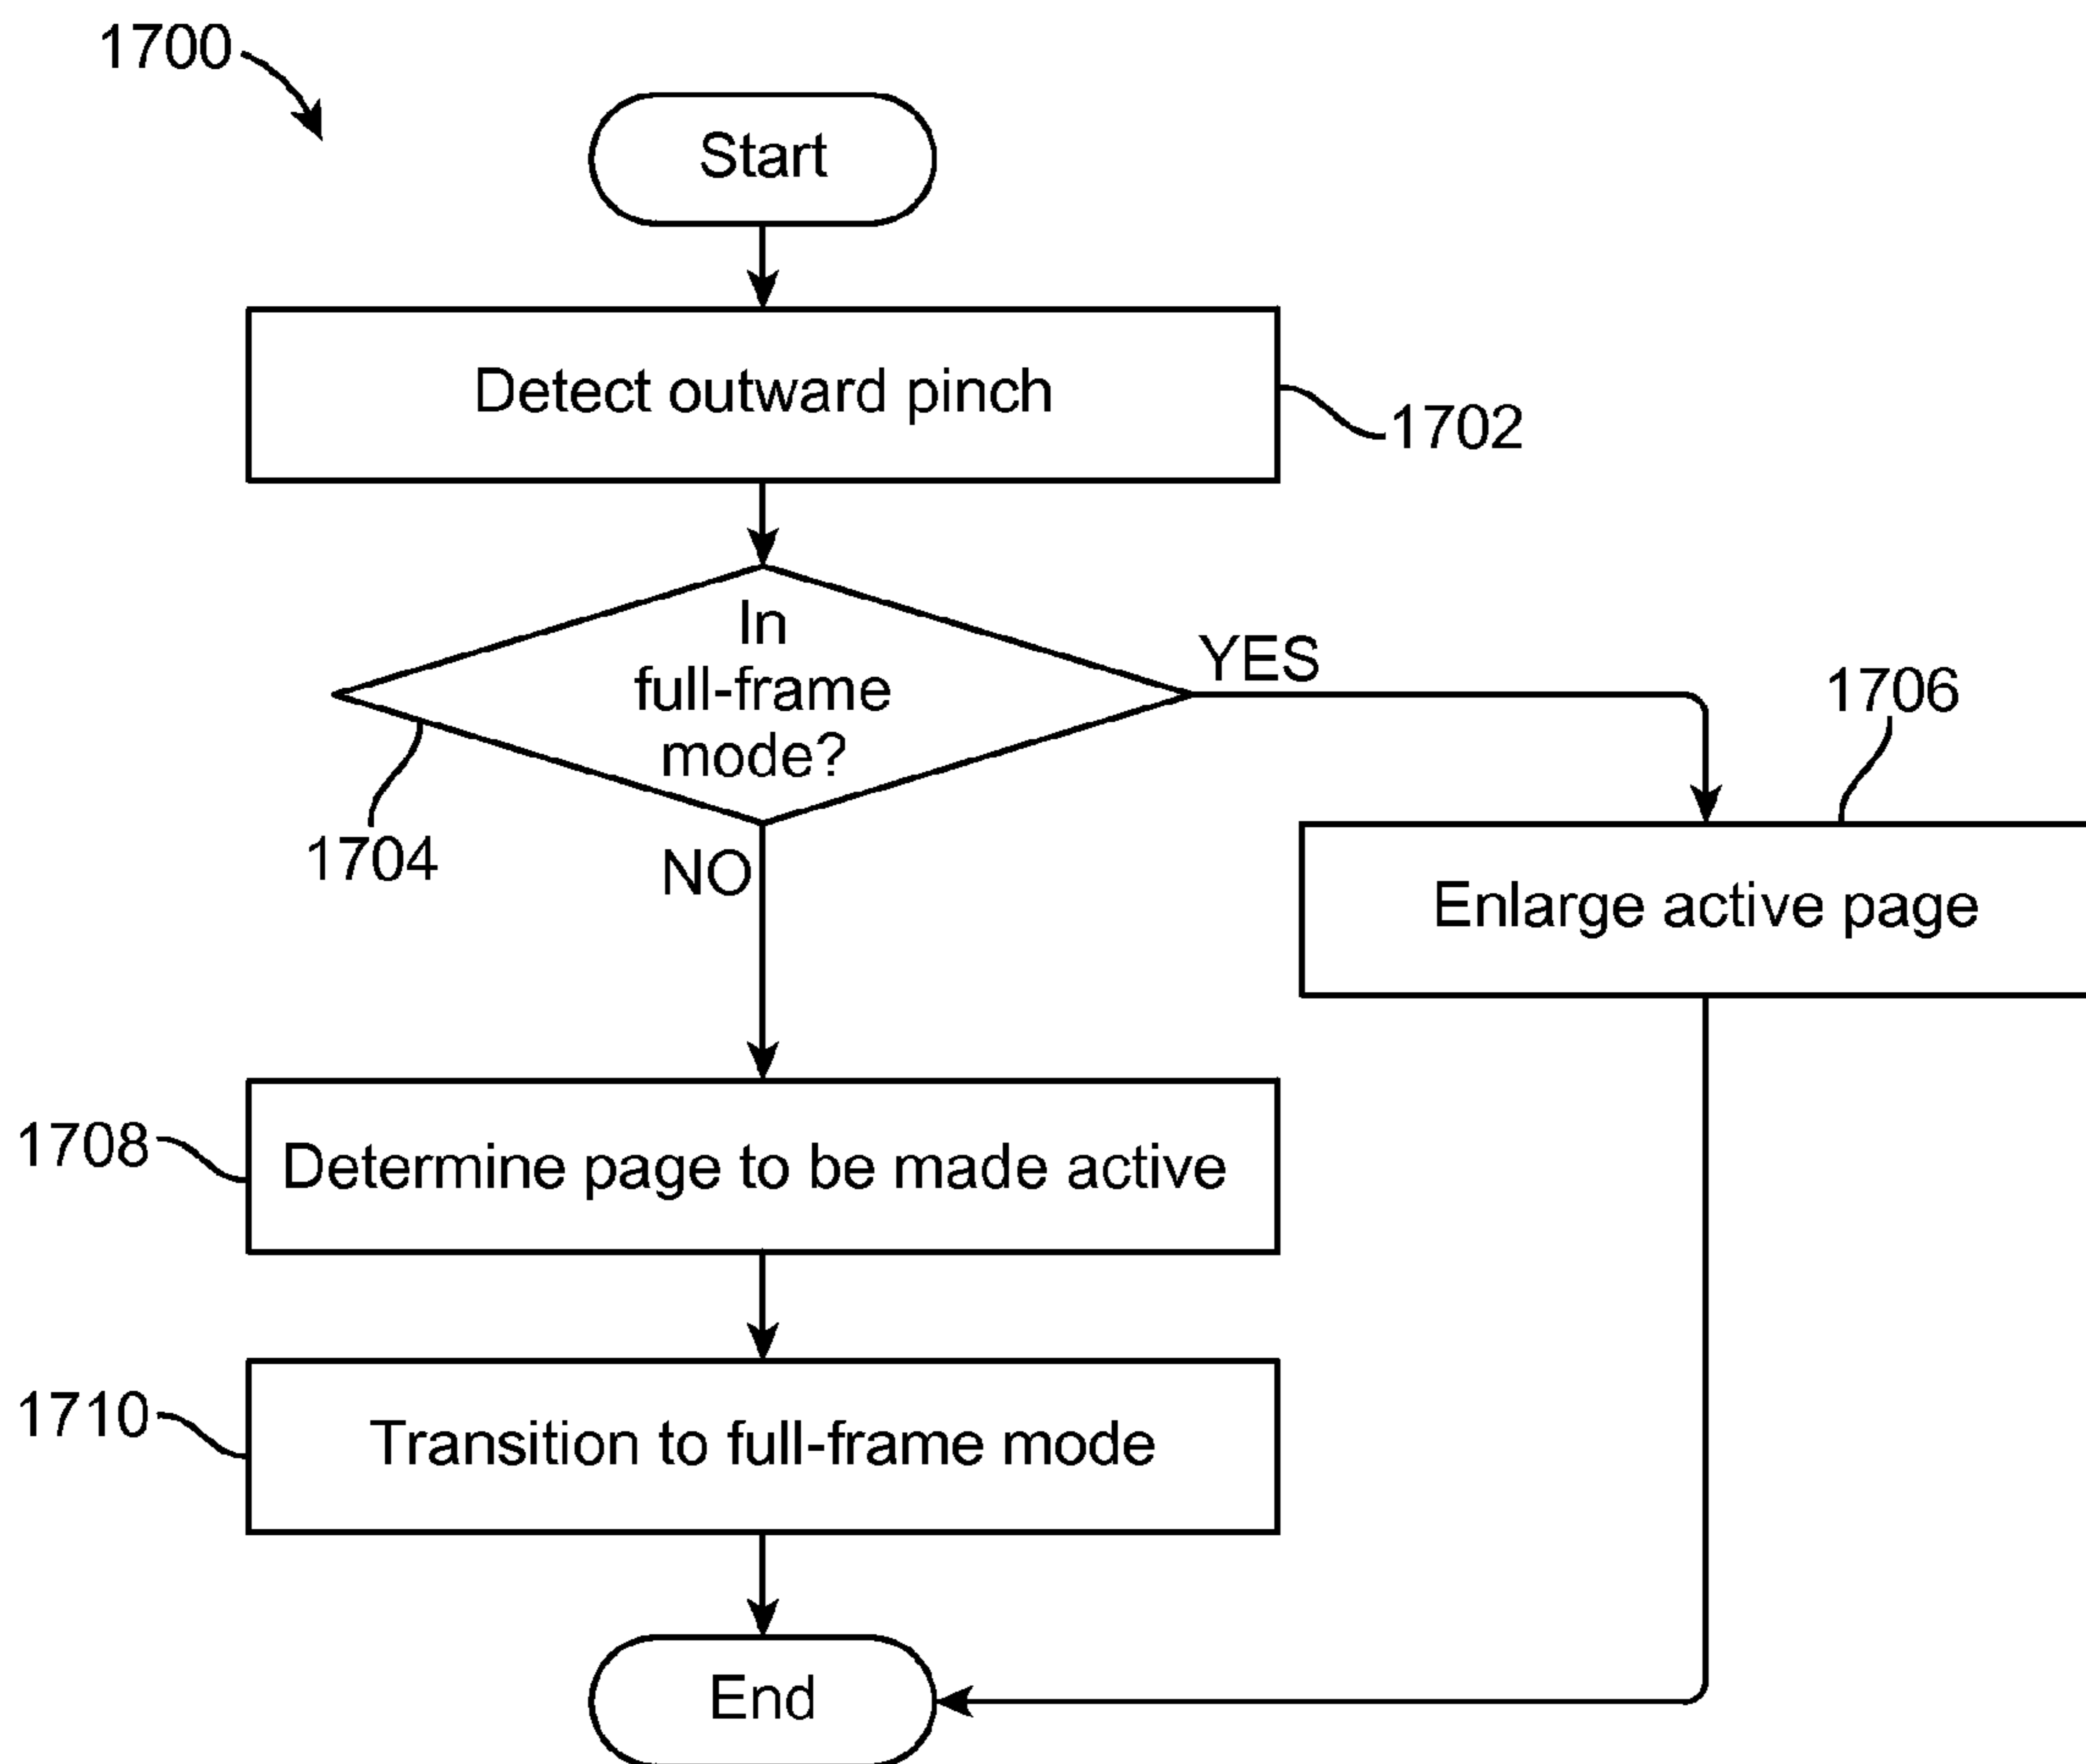 1700
Start
Detect outward pinch
1702
In
full-frame
mode?
YES
1704
NO
1706
Enlarge active page
1708
Determine page to be made active
1710
Transition to full-frame mode
End